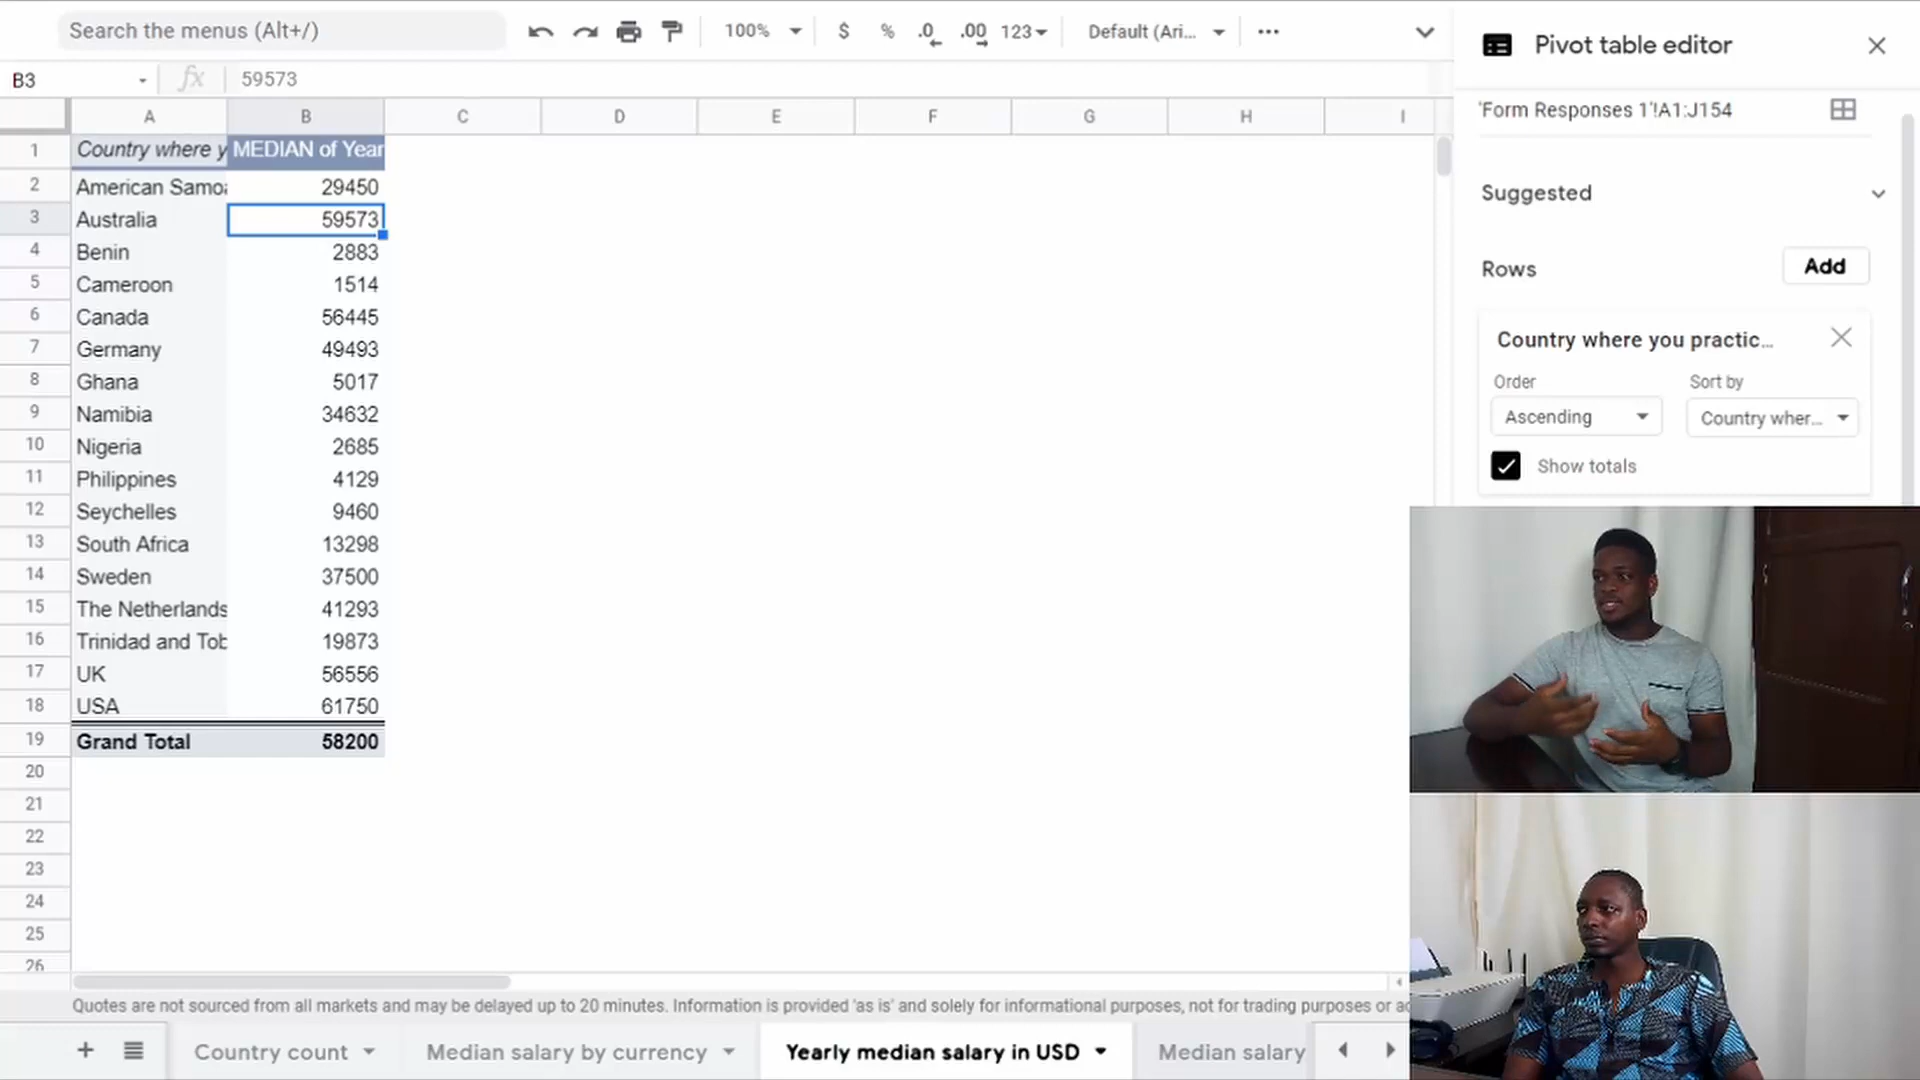 Search the menus (Alt+/)
100%
$
%
.0
.00
123
Default (Ari...
Pivot table editor
B3
fx
59573
'Form Responses 1'!A1:J154
A B C D E F G H I
1 Country where y MEDIAN of Year
2 American Samoa 29450
3 Australia 59573
4 Benin 2883
5 Cameroon 1514
6 Canada 56445
7 Germany 49493
8 Ghana 5017
9 Namibia 34632
10 Nigeria 2685
11 Philippines 4129
12 Seychelles 9460
13 South Africa 13298
14 Sweden 37500
15 The Netherlands 41293
16 Trinidad and Tob 19873
17 UK 56556
18 USA 61750
19 Grand Total 58200
20
21
22
23
24
25
26
Suggested
Rows
Add
Country where you practic...
Order
Sort by
Ascending
Country wher...
Show totals
Quotes are not sourced from all markets and may be delayed up to 20 minutes. Information is provided 'as is' and solely for informational purposes, not for trading purposes or
Country count
Median salary by currency
Yearly median salary in USD
Median salary